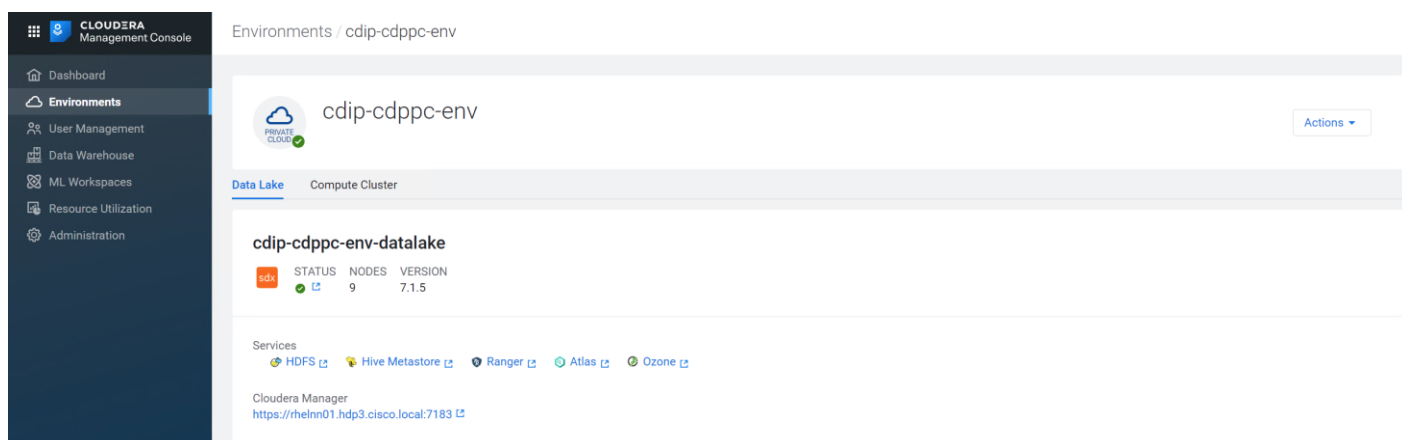 CLOUDERA
Management Console
Environments / cdip-cdppc-env
Dashboard
Environments
User Management
Data Warehouse
ML Workspaces
Resource Utilization
Administration
PRIVATE
CLOUD
cdip-cdppc-env
Actions
Data Lake Compute Cluster
cdip-cdppc-env-datalake
sdx
STATUS NODES VERSION
9 7.1.5
Services
HDFS Hive Metastore Ranger Atlas Ozone
Cloudera Manager
https://rhelnn01.hdp3.cisco.local:7183